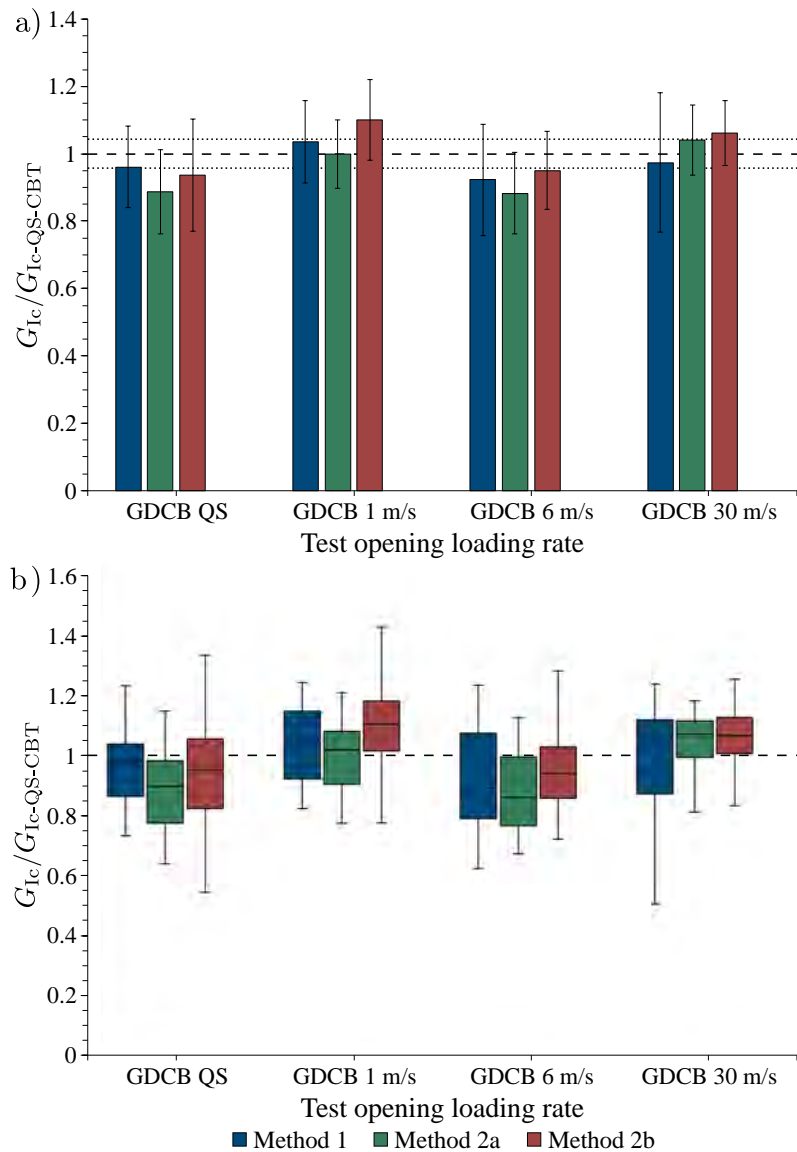 a)
1.4
1.2
1
0.8
0.6
0.4
0.2
0
G_Ic/G_Ic-QS-CBT
GDCB QS GDCB 1 m/s GDCB 6 m/s GDCB 30 m/s
Test opening loading rate
b)
1.6
1.4
1.2
1
0.8
0.6
0.4
0.2
0
G_Ic/G_Ic-QS-CBT
GDCB QS GDCB 1 m/s GDCB 6 m/s GDCB 30 m/s
Test opening loading rate
Method 1 Method 2a Method 2b